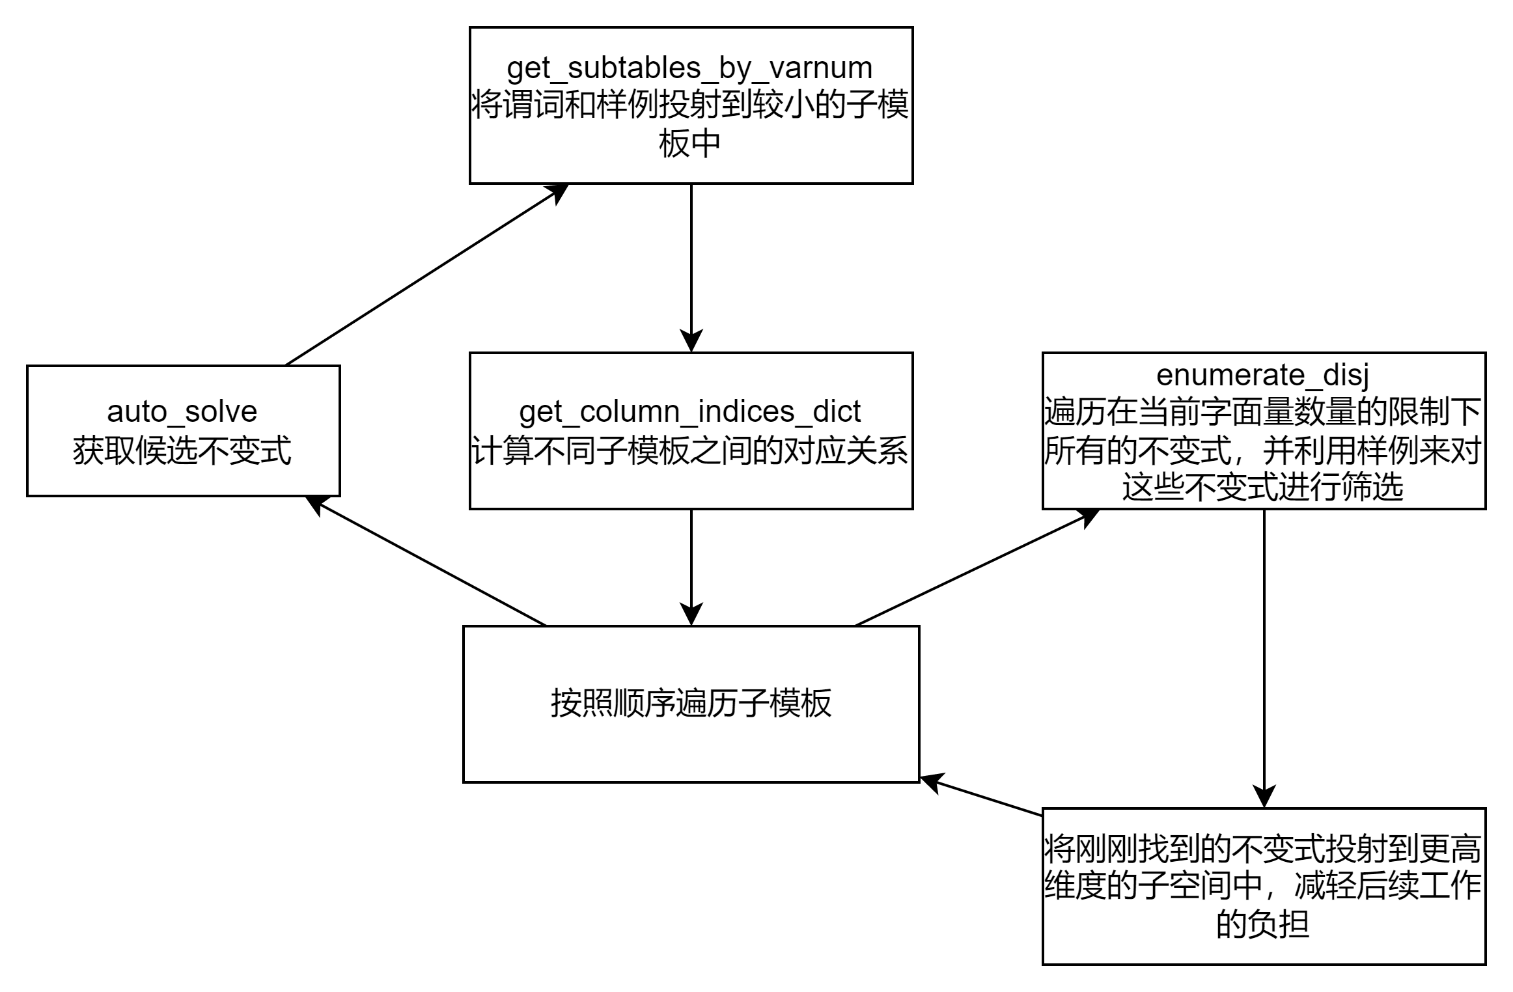 get_subtables_by_varnum
将谓词和样例投射到较小的子模
板中
auto_solve
获取候选不变式
get_column_indices_dict
计算不同子模板之间的对应关系
enumerate_disj
遍历在当前字面量数量的限制下
所有的不变式，并利用样例来对
这些不变式进行筛选
按照顺序遍历子模板
将刚刚找到的不变式投射到更高
维度的子空间中，减轻后续工作
的负担